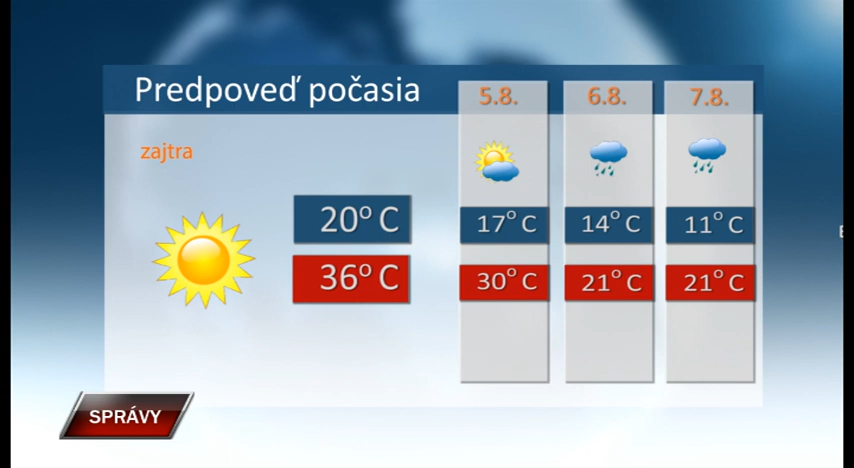 Predpoveď počasia
5.8.
6.8.
7.8.
zajtra
20° C
36° C
17° C
14° C
11° C
30° C
21° C
21° C
SPRÁVY